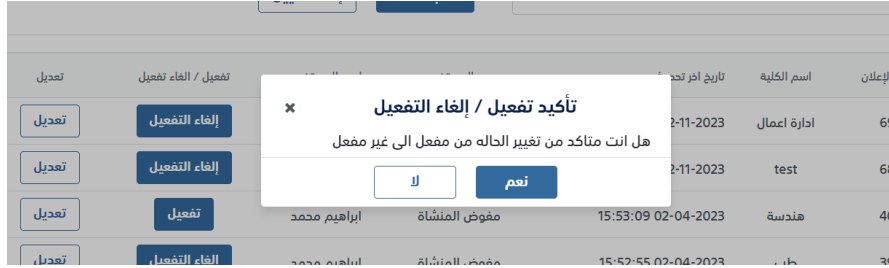 الإعلان اسم الكلية تاريخ اخر تفعيل / الغاء تفعيل تعديل
تأكيد تفعيل / إلغاء التفعيل ×
ادارة اعمال 2-11-2023 إلغاء التفعيل تعديل
هل انت متاكد من تغيير الحاله من مفعل الى غير مفعل
test 2-11-2023 إلغاء التفعيل تعديل
نعم لا
هندسة 15:53:09 02-04-2023 مفوض المنشاة ابراهيم محمد تفعيل تعديل
طب 15:52:55 02-04-2023 مفوض المنشاة ابراهيم محمد إلغاء التفعيل تعديل